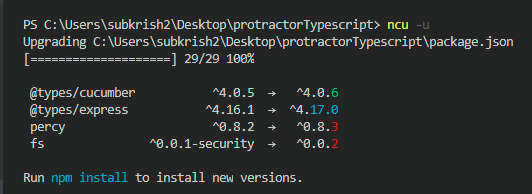 PS C:\Users\subkrish2\Desktop\protractorTypescript> ncu -u
Upgrading C:\Users\subkrish2\Desktop\protractorTypescript\package.json
[====================] 29/29 100%
@types/cucumber ^4.0.5 → ^4.0.6
@types/express ^4.16.1 → ^4.17.0
percy ^0.8.2 → ^0.8.3
fs ^0.0.1-security → ^0.0.2
Run npm install to install new versions.